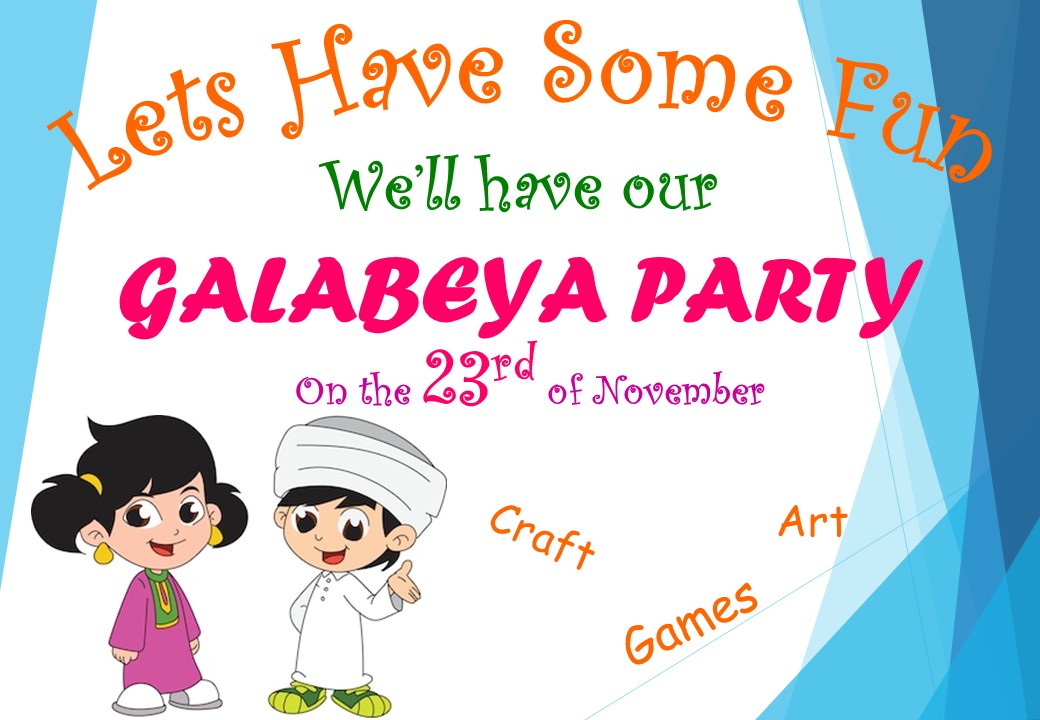 Lets Have Some Fun
We'll have our
GALABEYA PARTY
On the 23rd of November
Craft
Art
Games